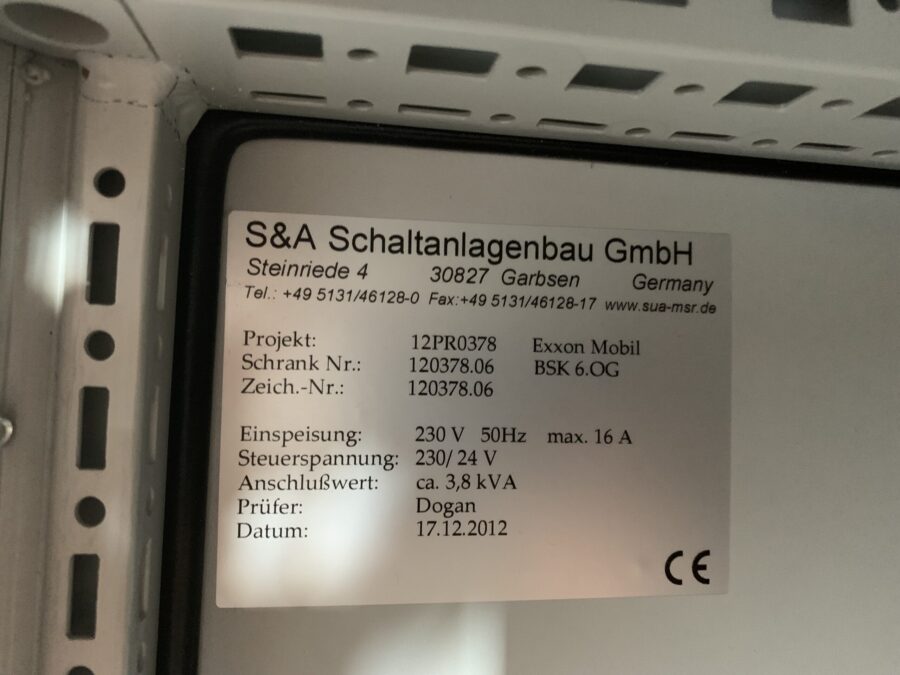 S&A Schaltanlagenbau GmbH
Steinriede 4 30827 Garbsen Germany
Tel.: +49 5131/46128-0 Fax:+49 5131/46128-17 www.sua-msr.de
Projekt: 12PR0378 Exxon Mobil
Schrank Nr.: 120378.06 BSK 6.OG
Zeich.-Nr.: 120378.06
Einspeisung: 230 V 50Hz max. 16 A
Steuerspannung: 230/ 24 V
Anschlußwert: ca. 3,8 kVA
Prüfer: Dogan
Datum: 17.12.2012
CE